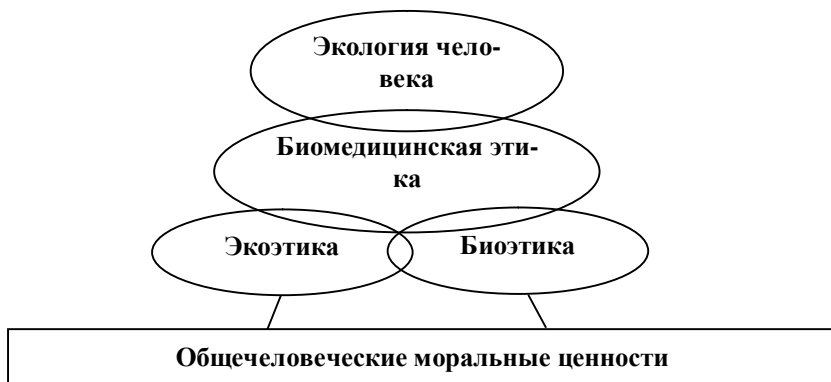 Экология чело-
века
Биомедицинская эти-
ка
Экоэтика
Биоэтика
Общечеловеческие моральные ценности